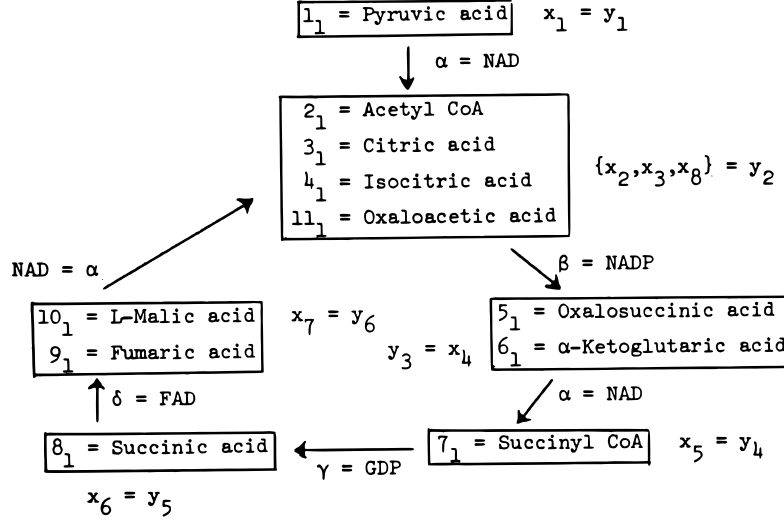 1₁ = Pyruvic acid x₁ = y₁
α = NAD
2₁ = Acetyl CoA
3₁ = Citric acid
4₁ = Isocitric acid
11₁ = Oxaloacetic acid
{x₂,x₃,x₈} = y₂
NAD = α
β = NADP
10₁ = L-Malic acid
9₁ = Fumaric acid
x₇ = y₆
y₃ = x₄
5₁ = Oxalosuccinic acid
6₁ = α-Ketoglutaric acid
δ = FAD
α = NAD
8₁ = Succinic acid
γ = GDP
7₁ = Succinyl CoA
x₅ = y₄
x₆ = y₅